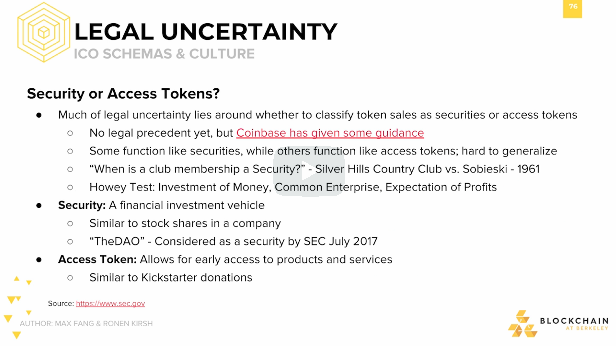 76
LEGAL UNCERTAINTY
ICO SCHEMAS & CULTURE
Security or Access Tokens?
● Much of legal uncertainty lies around whether to classify token sales as securities or access tokens
○ No legal precedent yet, but Coinbase has given some guidance
○ Some function like securities, while others function like access tokens; hard to generalize
○ “When is a club membership a Security?” - Silver Hills Country Club vs. Sobieski - 1961
○ Howey Test: Investment of Money, Common Enterprise, Expectation of Profits
● Security: A financial investment vehicle
○ Similar to stock shares in a company
○ “TheDAO” - Considered as a security by SEC July 2017
● Access Token: Allows for early access to products and services
○ Similar to Kickstarter donations
Source: https://www.sec.gov
AUTHOR: MAX FANG & RONEN KIRSH
BLOCKCHAIN
AT BERKELEY